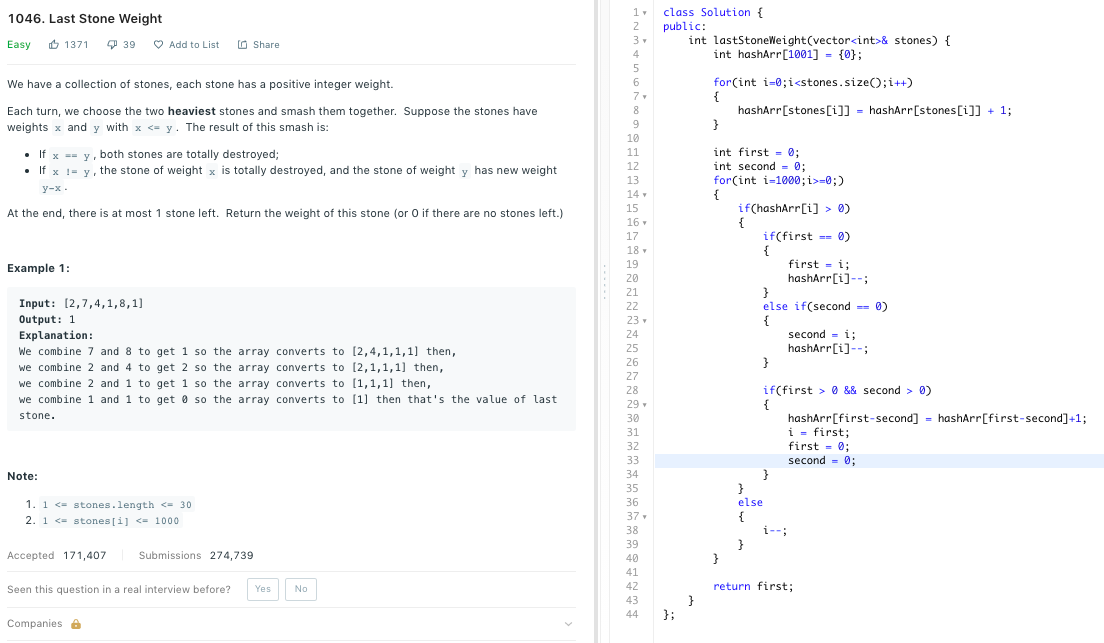 1046. Last Stone Weight
Easy 1371 39 Add to List Share
We have a collection of stones, each stone has a positive integer weight.
Each turn, we choose the two heaviest stones and smash them together. Suppose the stones have
weights x and y with x <= y. The result of this smash is:
• If x == y, both stones are totally destroyed;
• If x != y, the stone of weight x is totally destroyed, and the stone of weight y has new weight
y-x.
At the end, there is at most 1 stone left. Return the weight of this stone (or 0 if there are no stones left.)
Example 1:
Input: [2,7,4,1,8,1]
Output: 1
Explanation:
We combine 7 and 8 to get 1 so the array converts to [2,4,1,1,1] then,
we combine 2 and 4 to get 2 so the array converts to [2,1,1,1] then,
we combine 2 and 1 to get 1 so the array converts to [1,1,1] then,
we combine 1 and 1 to get 0 so the array converts to [1] then that's the value of last
stone.
Note:
1. 1 <= stones.length <= 30
2. 1 <= stones[i] <= 1000
Accepted 171,407 Submissions 274,739
Seen this question in a real interview before? Yes No
Companies
1 class Solution {
2 public:
3 int lastStoneWeight(vector<int>& stones) {
4 int hashArr[1001] = {0};
5
6 for(int i=0;i<stones.size();i++)
7 {
8 hashArr[stones[i]] = hashArr[stones[i]] + 1;
9 }
10
11 int first = 0;
12 int second = 0;
13 for(int i=1000;i>=0;)
14 {
15 if(hashArr[i] > 0)
16 {
17 if(first == 0)
18 {
19 first = i;
20 hashArr[i]--;
21 }
22 else if(second == 0)
23 {
24 second = i;
25 hashArr[i]--;
26 }
27
28 if(first > 0 && second > 0)
29 {
30 hashArr[first-second] = hashArr[first-second]+1;
31 i = first;
32 first = 0;
33 second = 0;
34 }
35 }
36 else
37 {
38 i--;
39 }
40 }
41
42 return first;
43 }
44 };